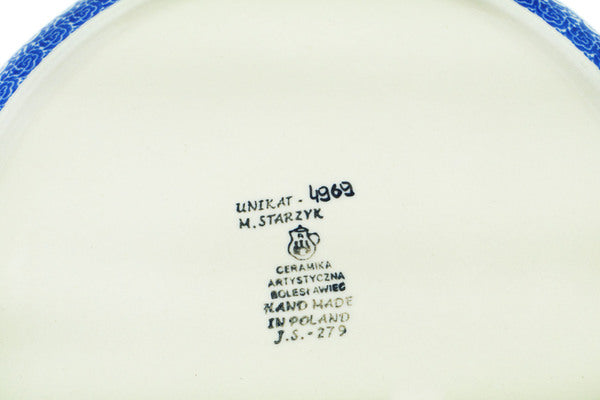 UNIKAT - 4969
M. STARZYK
CERAMIKA
ARTYSTYCZNA
BOLESŁAWIEC
HAND MADE
IN POLAND
J.S.-279